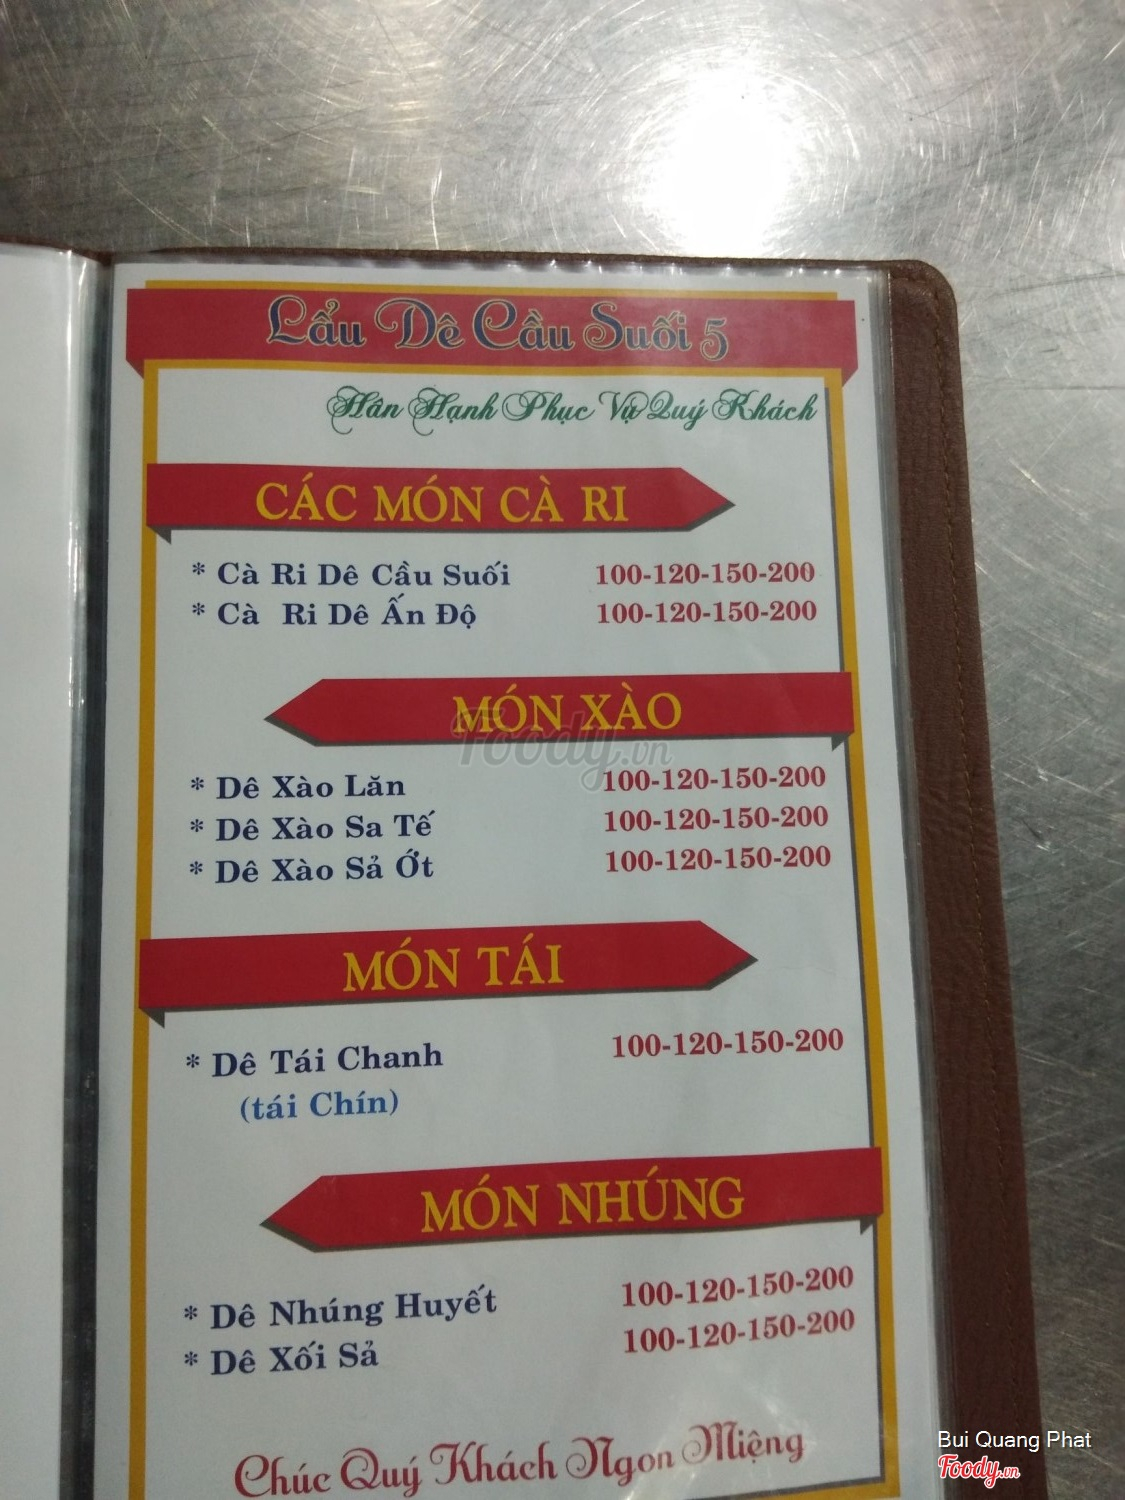 Lẩu Dê Cầu Suối 5
Hân Hạnh Phục Vụ Quý Khách
CÁC MÓN CÀ RI
* Cà Ri Dê Cầu Suối 100-120-150-200
* Cà Ri Dê Ấn Độ 100-120-150-200
MÓN XÀO
Foody.vn
* Dê Xào Lăn 100-120-150-200
* Dê Xào Sa Tế 100-120-150-200
* Dê Xào Sả Ớt 100-120-150-200
MÓN TÁI
* Dê Tái Chanh 100-120-150-200
(tái Chín)
MÓN NHÚNG
* Dê Nhúng Huyết 100-120-150-200
* Dê Xối Sả 100-120-150-200
Chúc Quý Khách Ngon Miệng
Bui Quang Phat
Foody.vn